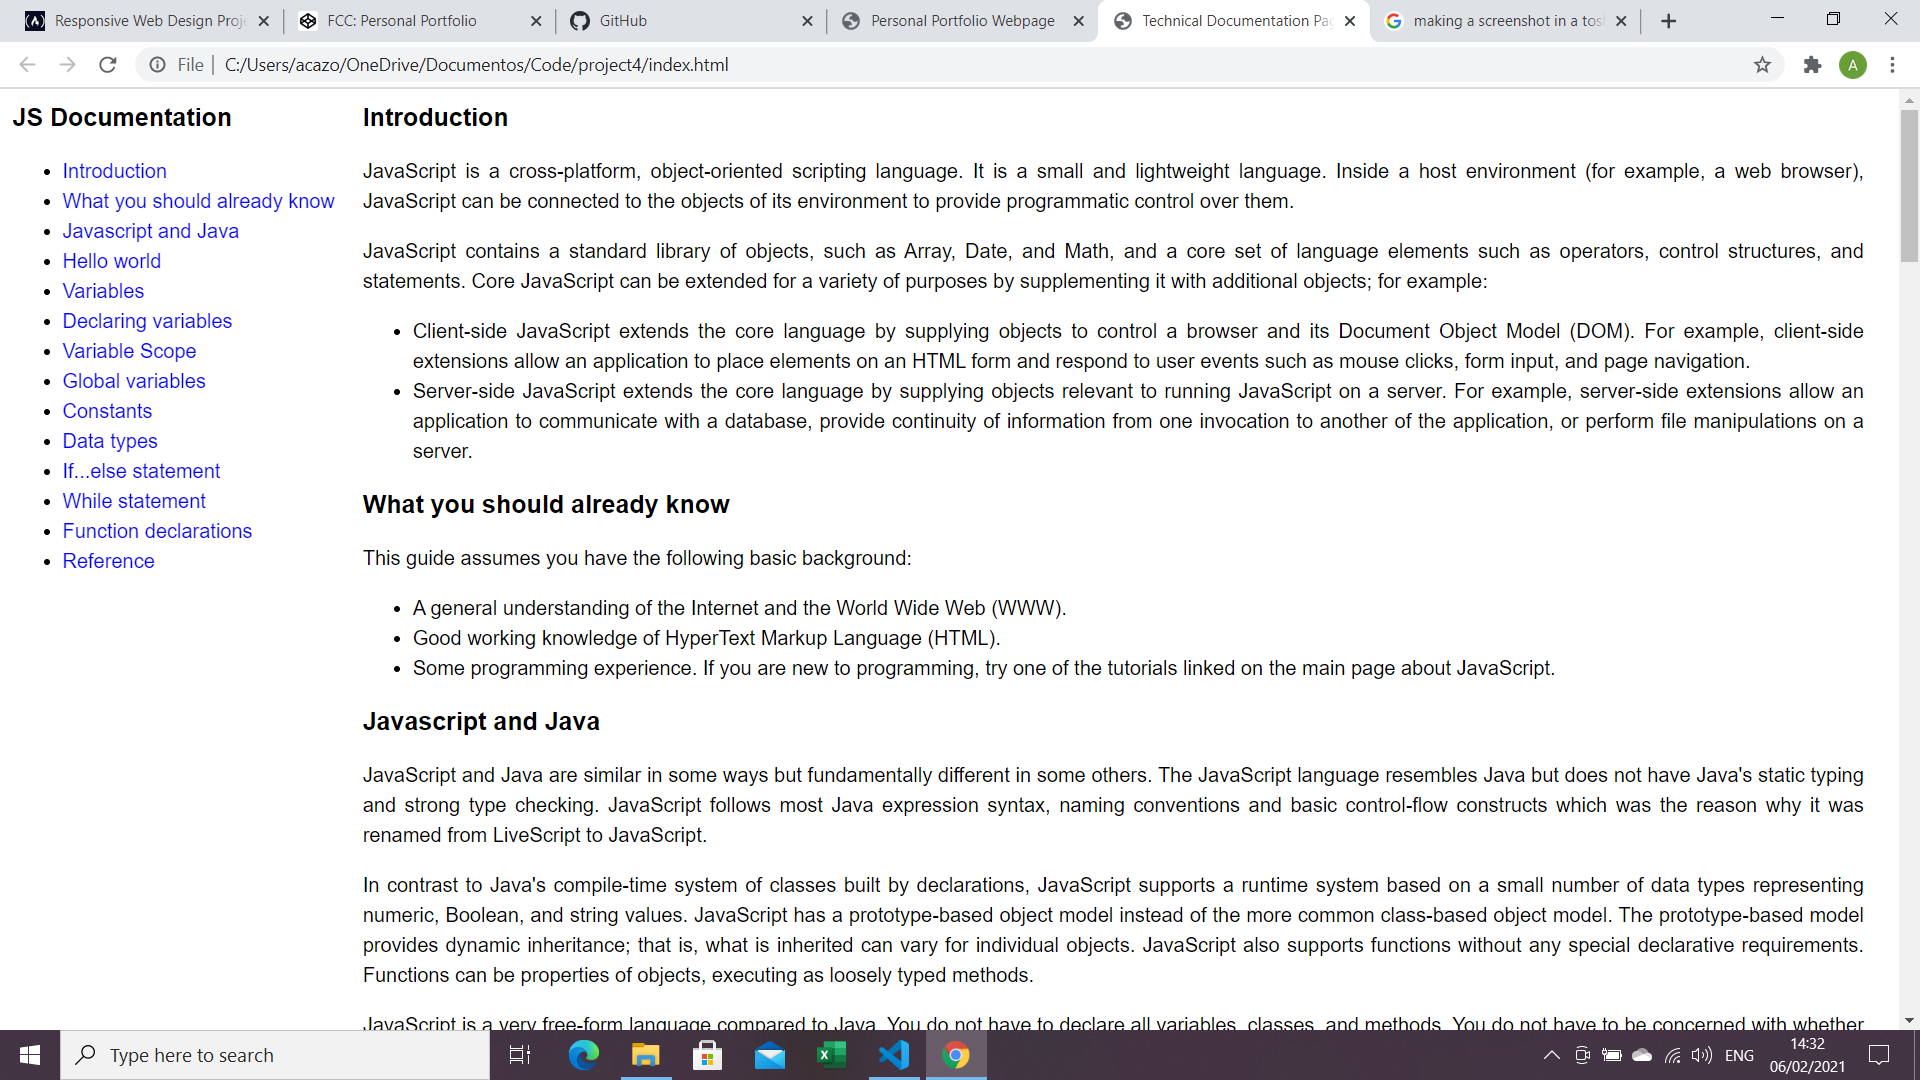 Responsive Web Design Proje
FCC: Personal Portfolio
GitHub
Personal Portfolio Webpage
Technical Documentation Pag
making a screenshot in a tosh
File
C:/Users/acazo/OneDrive/Documentos/Code/project4/index.html
A
JS Documentation
Introduction
What you should already know
Javascript and Java
Hello world
Variables
Declaring variables
Variable Scope
Global variables
Constants
Data types
If...else statement
While statement
Function declarations
Reference
Introduction
JavaScript is a cross-platform, object-oriented scripting language. It is a small and lightweight language. Inside a host environment (for example, a web browser),
JavaScript can be connected to the objects of its environment to provide programmatic control over them.
JavaScript contains a standard library of objects, such as Array, Date, and Math, and a core set of language elements such as operators, control structures, and
statements. Core JavaScript can be extended for a variety of purposes by supplementing it with additional objects; for example:
Client-side JavaScript extends the core language by supplying objects to control a browser and its Document Object Model (DOM). For example, client-side
extensions allow an application to place elements on an HTML form and respond to user events such as mouse clicks, form input, and page navigation.
Server-side JavaScript extends the core language by supplying objects relevant to running JavaScript on a server. For example, server-side extensions allow an
application to communicate with a database, provide continuity of information from one invocation to another of the application, or perform file manipulations on a
server.
What you should already know
This guide assumes you have the following basic background:
A general understanding of the Internet and the World Wide Web (WWW).
Good working knowledge of HyperText Markup Language (HTML).
Some programming experience. If you are new to programming, try one of the tutorials linked on the main page about JavaScript.
Javascript and Java
JavaScript and Java are similar in some ways but fundamentally different in some others. The JavaScript language resembles Java but does not have Java's static typing
and strong type checking. JavaScript follows most Java expression syntax, naming conventions and basic control-flow constructs which was the reason why it was
renamed from LiveScript to JavaScript.
In contrast to Java's compile-time system of classes built by declarations, JavaScript supports a runtime system based on a small number of data types representing
numeric, Boolean, and string values. JavaScript has a prototype-based object model instead of the more common class-based object model. The prototype-based model
provides dynamic inheritance; that is, what is inherited can vary for individual objects. JavaScript also supports functions without any special declarative requirements.
Functions can be properties of objects, executing as loosely typed methods.
JavaScript is a very free-form language compared to Java. You do not have to declare all variables, classes, and methods. You do not have to be concerned with whether
Type here to search
ENG
14:32
06/02/2021